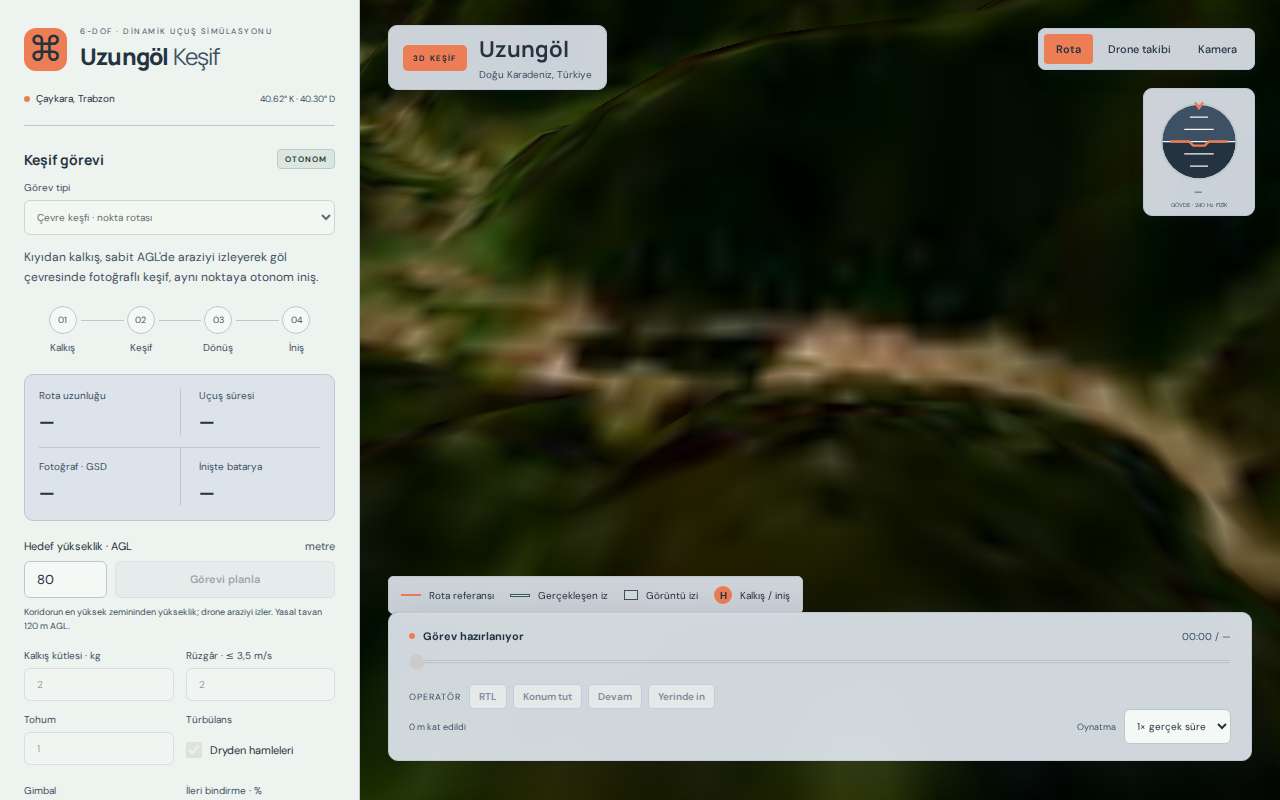 6-DOF · DİNAMİK UÇUŞ SİMÜLASYONU
Uzungöl Keşif
Çaykara, Trabzon
40.62° K · 40.30° D
Keşif görevi
OTONOM
Görev tipi
Çevre keşfi · nokta rotası
Kıyıdan kalkış, sabit AGL'de araziyi izleyerek göl
çevresinde fotoğraflı keşif, aynı noktaya otonom iniş.
01
02
03
04
Kalkış
Keşif
Dönüş
İniş
Rota uzunluğu
—
Uçuş süresi
—
Fotoğraf · GSD
—
İnişte batarya
—
Hedef yükseklik · AGL
metre
80
Görevi planla
Koridorun en yüksek zemininden yükseklik; drone araziyi izler. Yasal tavan
120 m AGL.
Kalkış kütlesi · kg
Rüzgâr · ≤ 3,5 m/s
2
2
Tohum
Türbülans
1
Dryden hamleleri
Gimbal
İleri bindirme · %
3D KEŞİF
Uzungöl
Doğu Karadeniz, Türkiye
Rota
Drone takibi
Kamera
—
GÖVDE · 240 Hz FİZİK
Rota referansı
Gerçekleşen iz
Görüntü izi
H
Kalkış / iniş
Görev hazırlanıyor
00:00 / —
OPERATÖR
RTL
Konum tut
Devam
Yerinde in
0 m kat edildi
Oynatma
1× gerçek süre